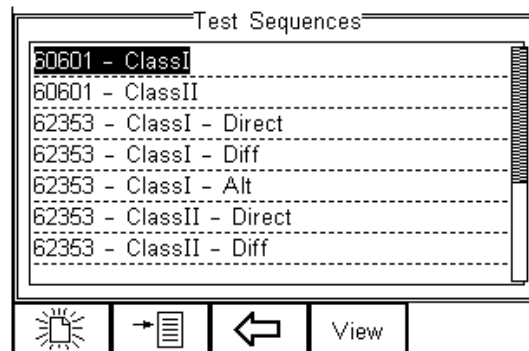 Test Sequences
60601 - ClassI
60601 - ClassII
62353 - ClassI - Direct
62353 - ClassI - Diff
62353 - ClassI - Alt
62353 - ClassII - Direct
62353 - ClassII - Diff
View